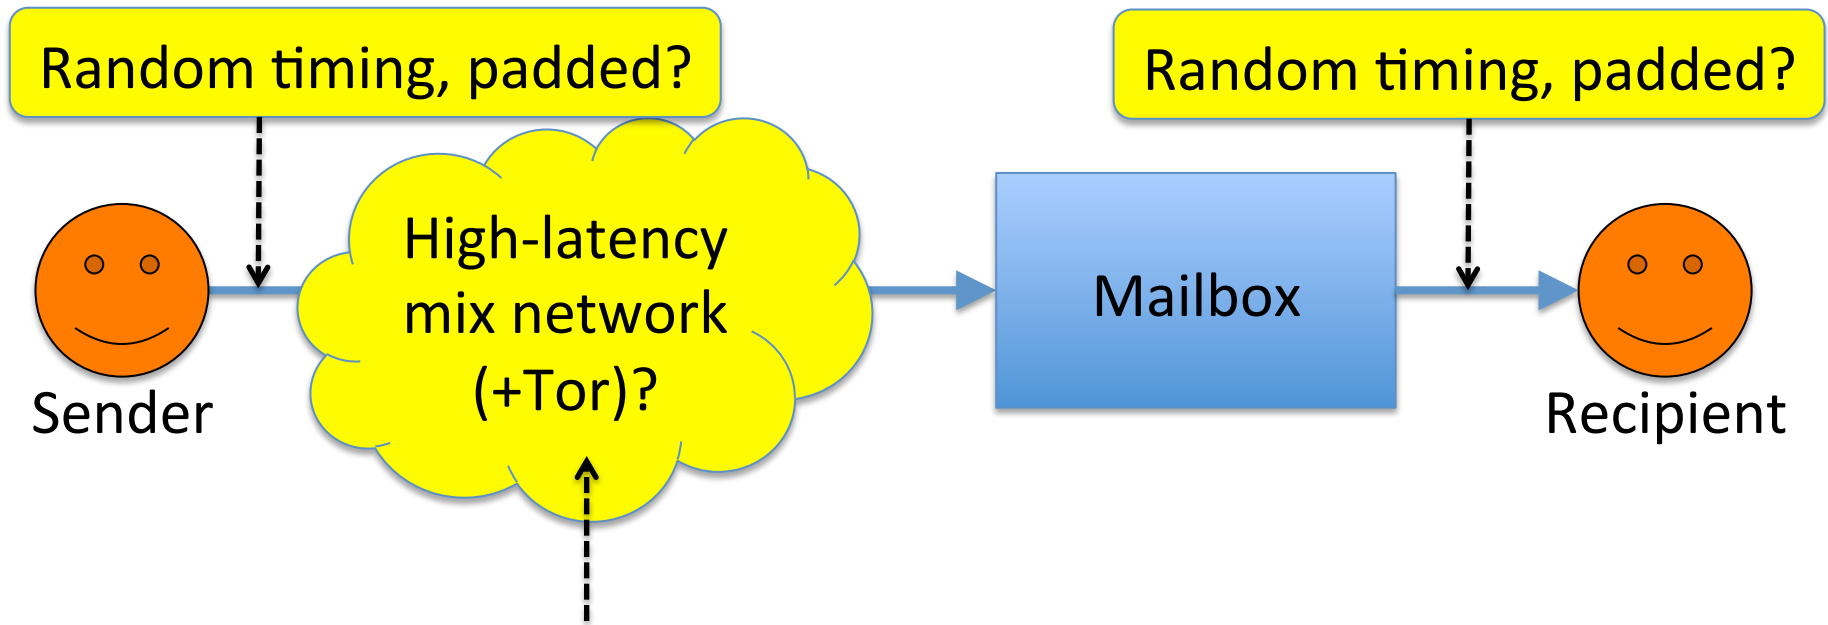 Random timing, padded?
Random timing, padded?
High-latency
mix network
(+Tor)?
Mailbox
Sender
Recipient